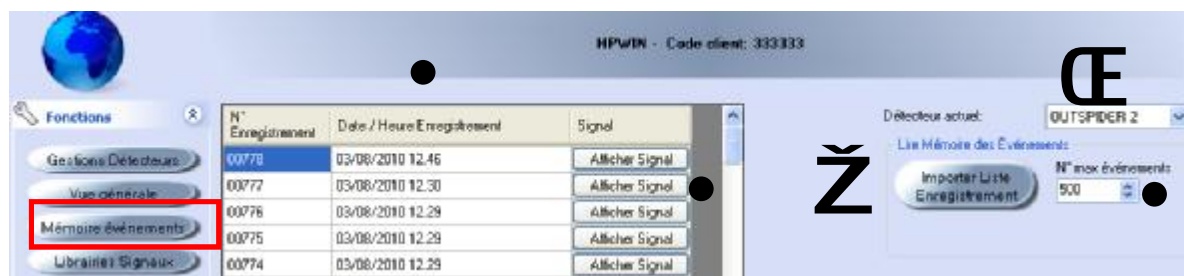 HPWIN - Code client: 333333
●
Œ
Fonctions
N° Enregistrement Date / Heure Enregistrement Signal
Détecteur actuel: OUTSPIDER 2
Lire Mémoire des Événements
Gestions Détecteurs
00778 03/08/2010 12.46 Afficher Signal
Ž
Importer Liste Enregistrement
N° max événements
500 ●
Vue générale
00777 03/08/2010 12.30 Afficher Signal ●
Mémoire événements
00776 03/08/2010 12.29 Afficher Signal
00775 03/08/2010 12.29 Afficher Signal
Librairies Signaux
00774 03/08/2010 12.29 Afficher Signal